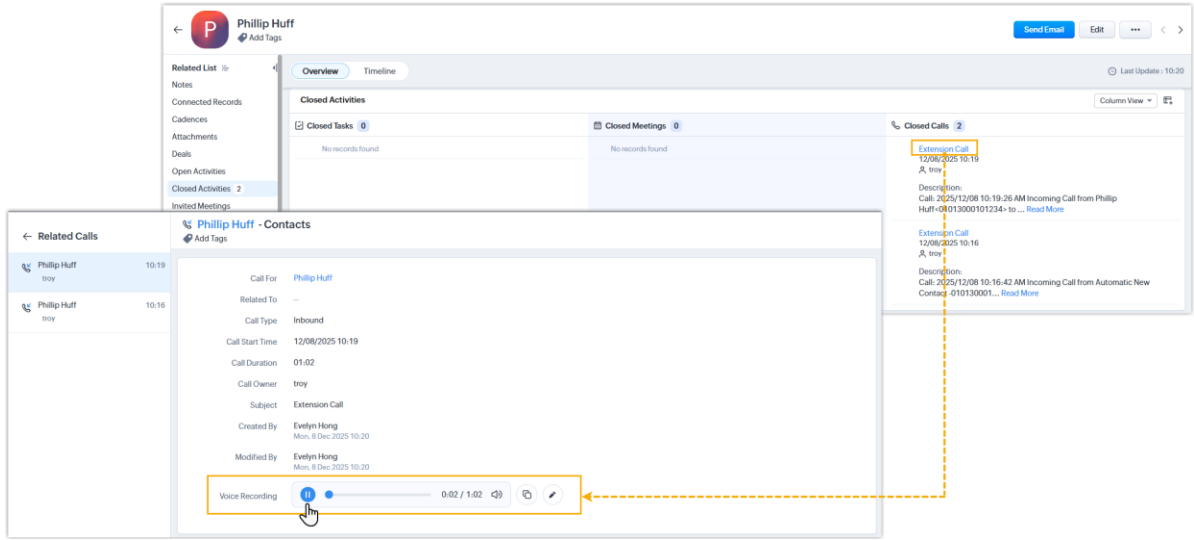 P
Phillip Huff
Add Tags
Send Email
Edit
Related List
Notes
Connected Records
Cadences
Attachments
Deals
Open Activities
Closed Activities 2
Invited Meetings
Overview
Timeline
Last Update : 10:20
Closed Activities
Column View
Closed Tasks 0
No records found
Closed Meetings 0
No records found
Closed Calls 2
Extension Call
12/08/2025 10:19
troy
Description:
Call: 2025/12/08 10:19:26 AM Incoming Call from Phillip
Huff<01013000101234> to ... Read More
Extension Call
12/08/2025 10:16
troy
Description:
Call: 2025/12/08 10:16:42 AM Incoming Call from Automatic New
Contact -010130001... Read More
Related Calls
Phillip Huff 10:19
troy
Phillip Huff 10:16
troy
Phillip Huff - Contacts
Add Tags
Call For Phillip Huff
Related To –
Call Type Inbound
Call Start Time 12/08/2025 10:19
Call Duration 01:02
Call Owner troy
Subject Extension Call
Created By Evelyn Hong
Mon, 8 Dec 2025 10:20
Modified By Evelyn Hong
Mon, 8 Dec 2025 10:20
Voice Recording 0:02 / 1:02